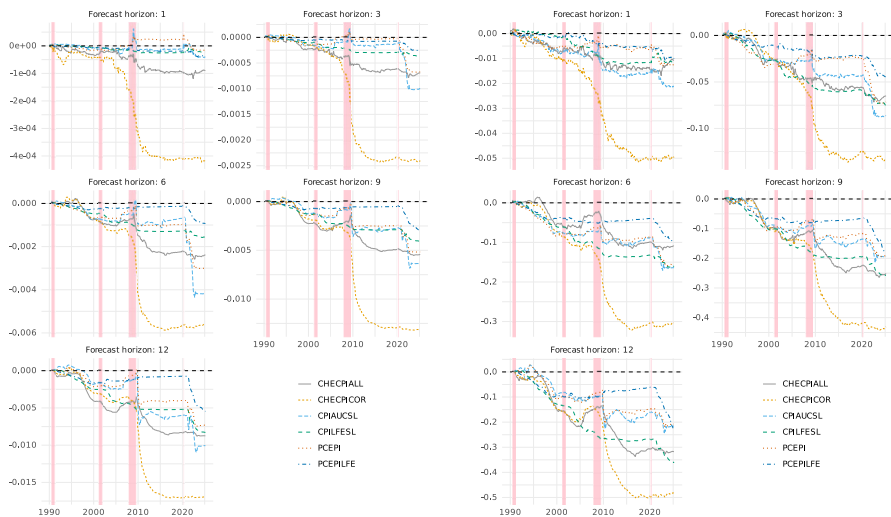 Forecast horizon: 1
Forecast horizon: 3
0e+00
-1e-04
-2e-04
-3e-04
-4e-04
0.0000
-0.0005
-0.0010
-0.0015
-0.0020
-0.0025
Forecast horizon: 6
Forecast horizon: 9
0.000
-0.002
-0.004
-0.006
0.000
-0.005
-0.010
1990 2000 2010 2020
Forecast horizon: 12
0.000
-0.005
-0.010
-0.015
1990 2000 2010 2020
CHECPIALL
CHECPICOR
CPIAUCSL
CPILFESL
PCEPI
PCEPILFE
Forecast horizon: 1
Forecast horizon: 3
0.00
-0.01
-0.02
-0.03
-0.04
-0.05
0.00
-0.05
-0.10
Forecast horizon: 6
Forecast horizon: 9
0.0
-0.1
-0.2
-0.3
0.0
-0.1
-0.2
-0.3
-0.4
1990 2000 2010 2020
Forecast horizon: 12
0.0
-0.1
-0.2
-0.3
-0.4
-0.5
1990 2000 2010 2020
CHECPIALL
CHECPICOR
CPIAUCSL
CPILFESL
PCEPI
PCEPILFE